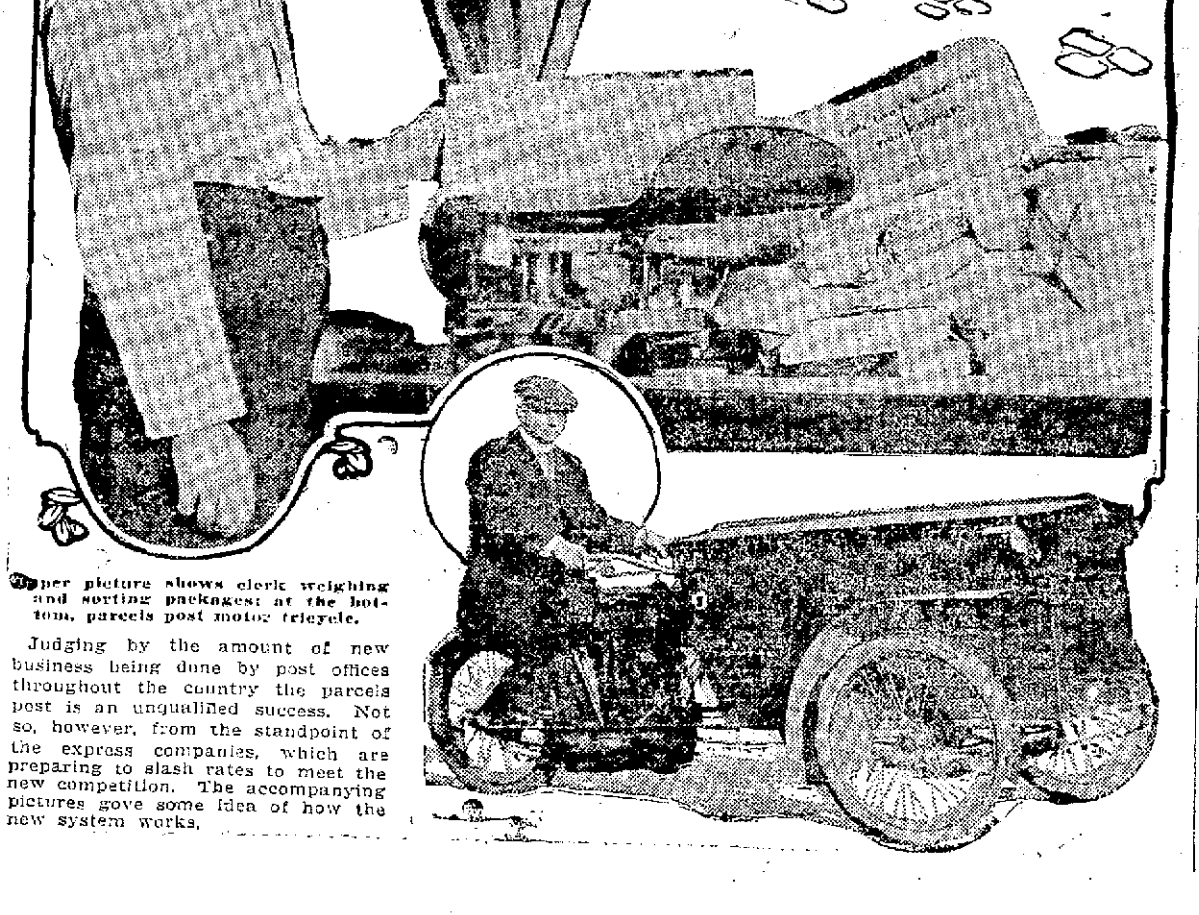 Upper picture shows clerk weighing
and sorting packages; at the bot-
tom, parcels post motor tricycle.
Judging by the amount of new
business being done by post offices
throughout the country the parcels
post is an unqualified success. Not
so, however, from the standpoint of
the express companies, which are
preparing to slash rates to meet the
new competition. The accompanying
pictures gove some idea of how the
new system works.